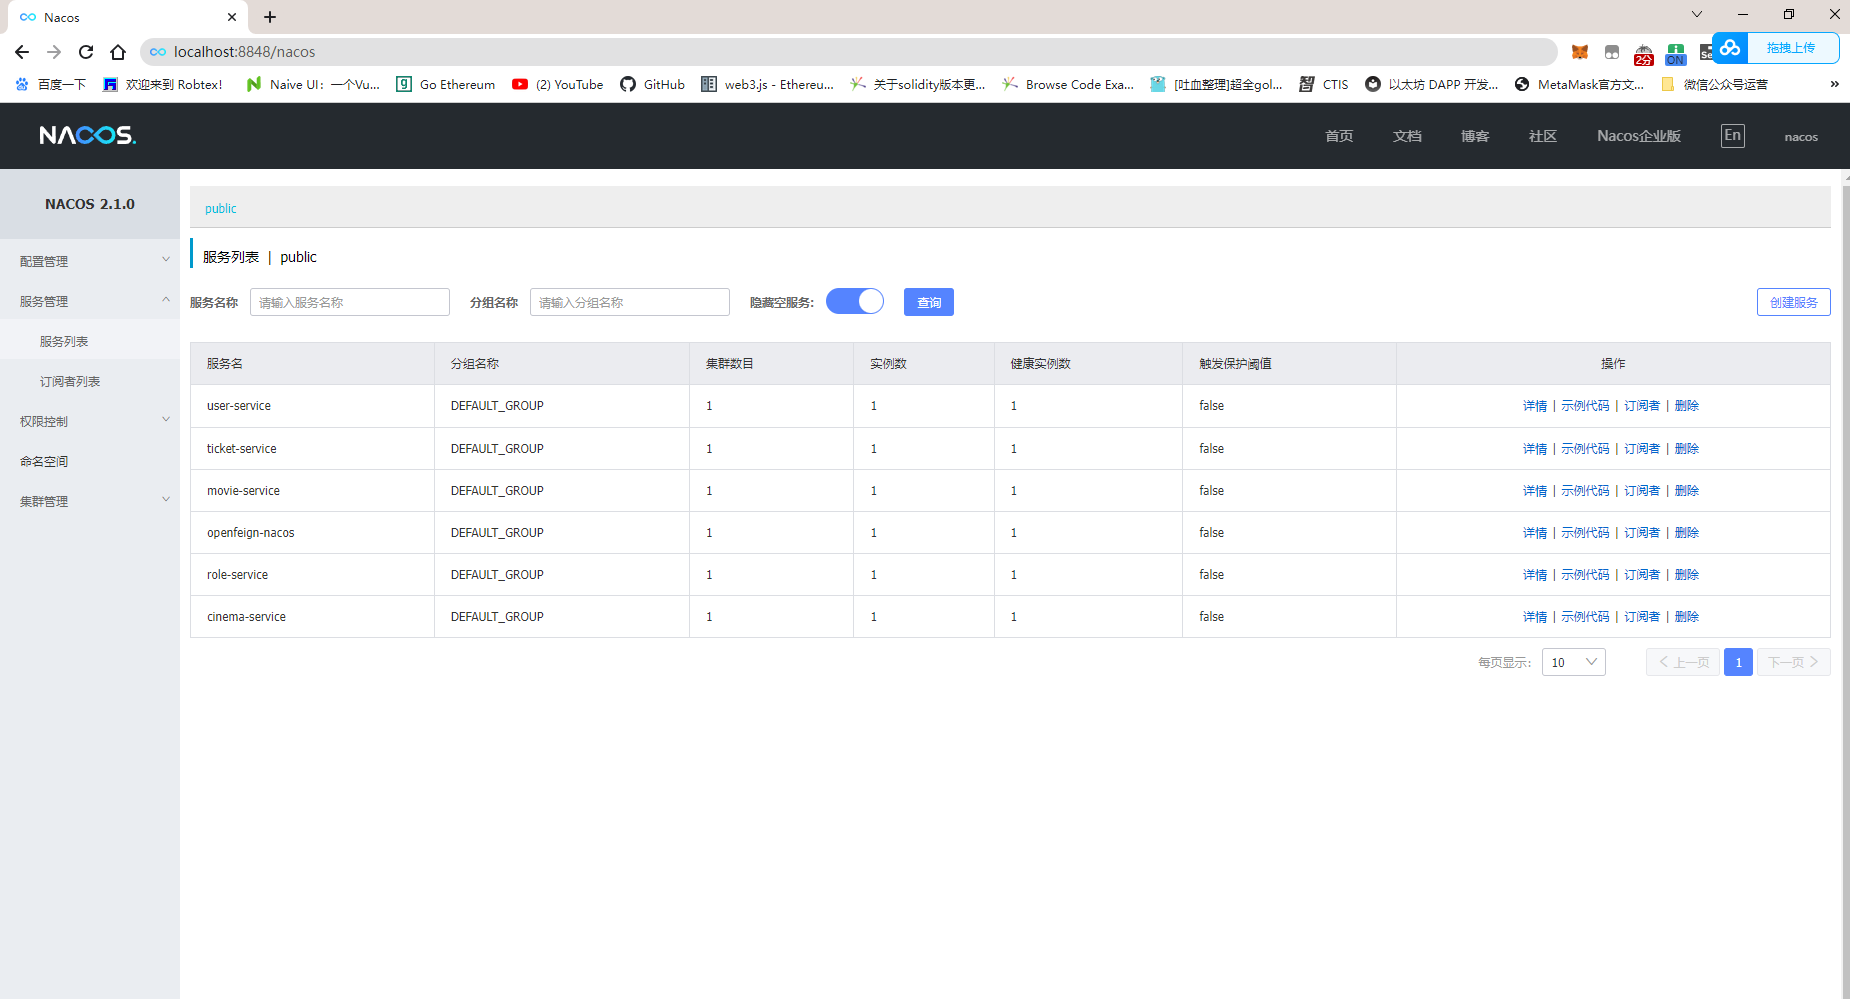 Nacos
localhost:8848/nacos
2分
ON
Se
拖拽上传
百度一下 欢迎来到 Robtex! Naive UI: 一个Vu... Go Ethereum (2) YouTube GitHub web3.js - Ethereu... 关于solidity版本更... Browse Code Exa... [吐血整理]超全gol... CTIS 以太坊 DAPP 开发... MetaMask官方文... 微信公众号运营 »
NACOS. 首页 文档 博客 社区 Nacos企业版 En nacos
NACOS 2.1.0
配置管理
服务管理
服务列表
订阅者列表
权限控制
命名空间
集群管理
public
服务列表 | public
服务名称 请输入服务名称 分组名称 请输入分组名称 隐藏空服务: 查询 创建服务
服务名 分组名称 集群数目 实例数 健康实例数 触发保护阈值 操作
user-service DEFAULT_GROUP 1 1 1 false 详情 | 示例代码 | 订阅者 | 删除
ticket-service DEFAULT_GROUP 1 1 1 false 详情 | 示例代码 | 订阅者 | 删除
movie-service DEFAULT_GROUP 1 1 1 false 详情 | 示例代码 | 订阅者 | 删除
openfeign-nacos DEFAULT_GROUP 1 1 1 false 详情 | 示例代码 | 订阅者 | 删除
role-service DEFAULT_GROUP 1 1 1 false 详情 | 示例代码 | 订阅者 | 删除
cinema-service DEFAULT_GROUP 1 1 1 false 详情 | 示例代码 | 订阅者 | 删除
每页显示: 10 上一页 1 下一页